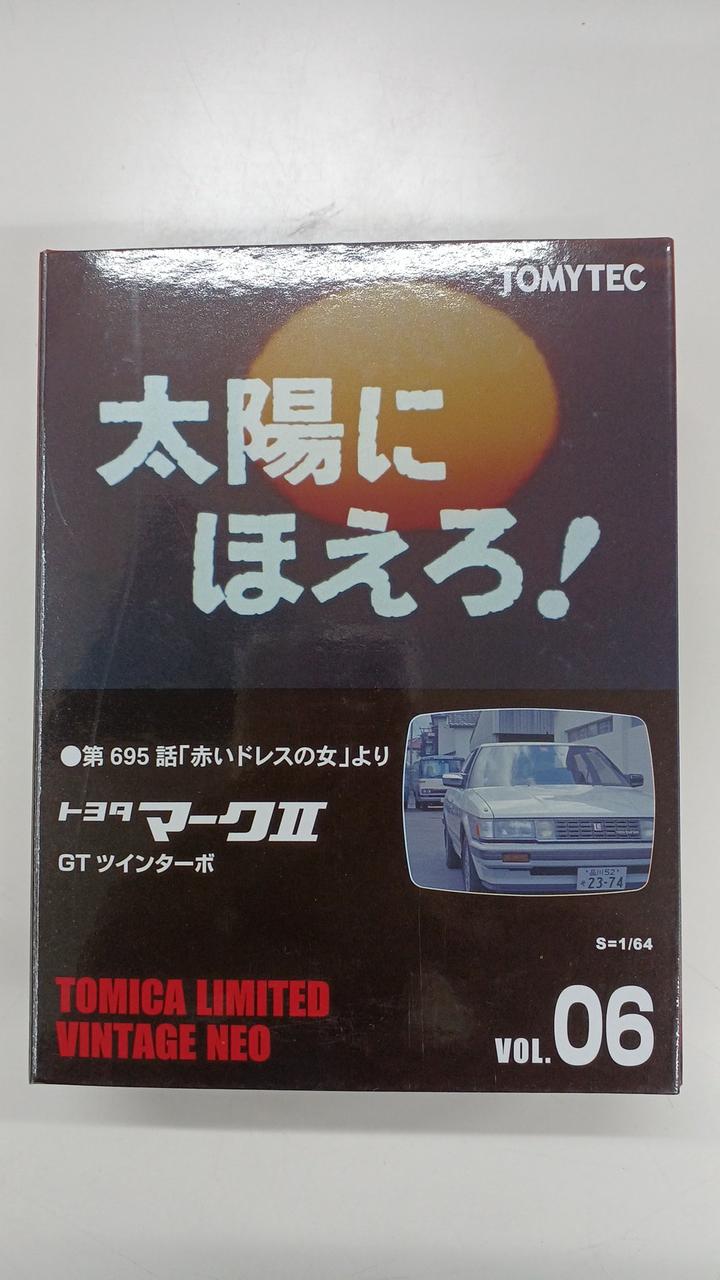 TOMYTEC
太陽に
ほえろ!
●第695話「赤いドレスの女」より
トヨタ マークII
GT ツインターボ
品川52
そ 23-74
S=1/64
TOMICA LIMITED
VINTAGE NEO
VOL.06